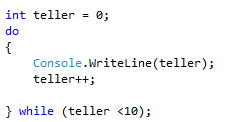 int teller = 0;
do
{
    Console.WriteLine(teller);
    teller++;

} while (teller <10);